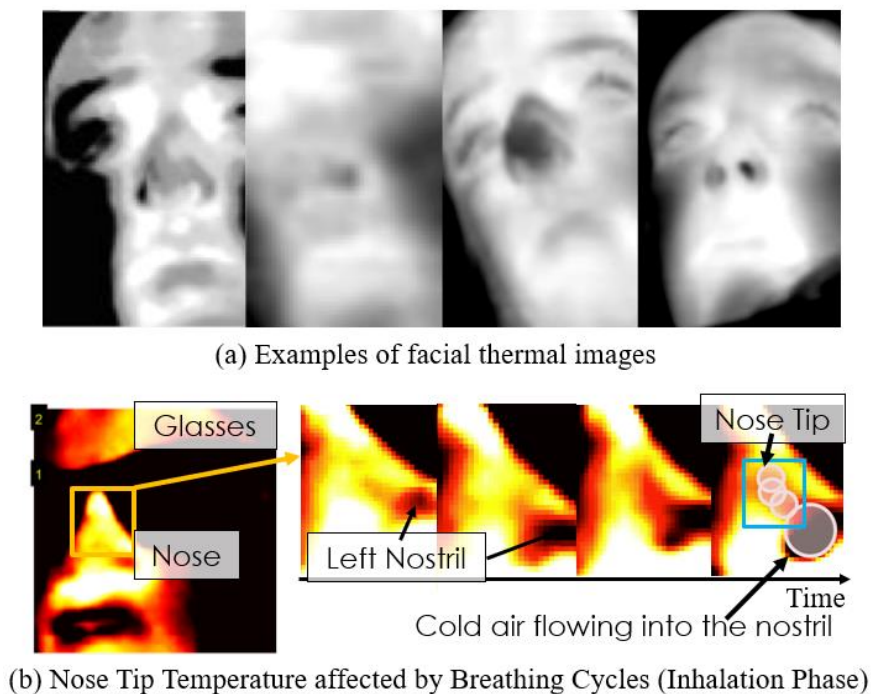 (a) Examples of facial thermal images
2
Glasses
1
Nose
Left Nostril
Nose Tip
Time
Cold air flowing into the nostril
(b) Nose Tip Temperature affected by Breathing Cycles (Inhalation Phase)